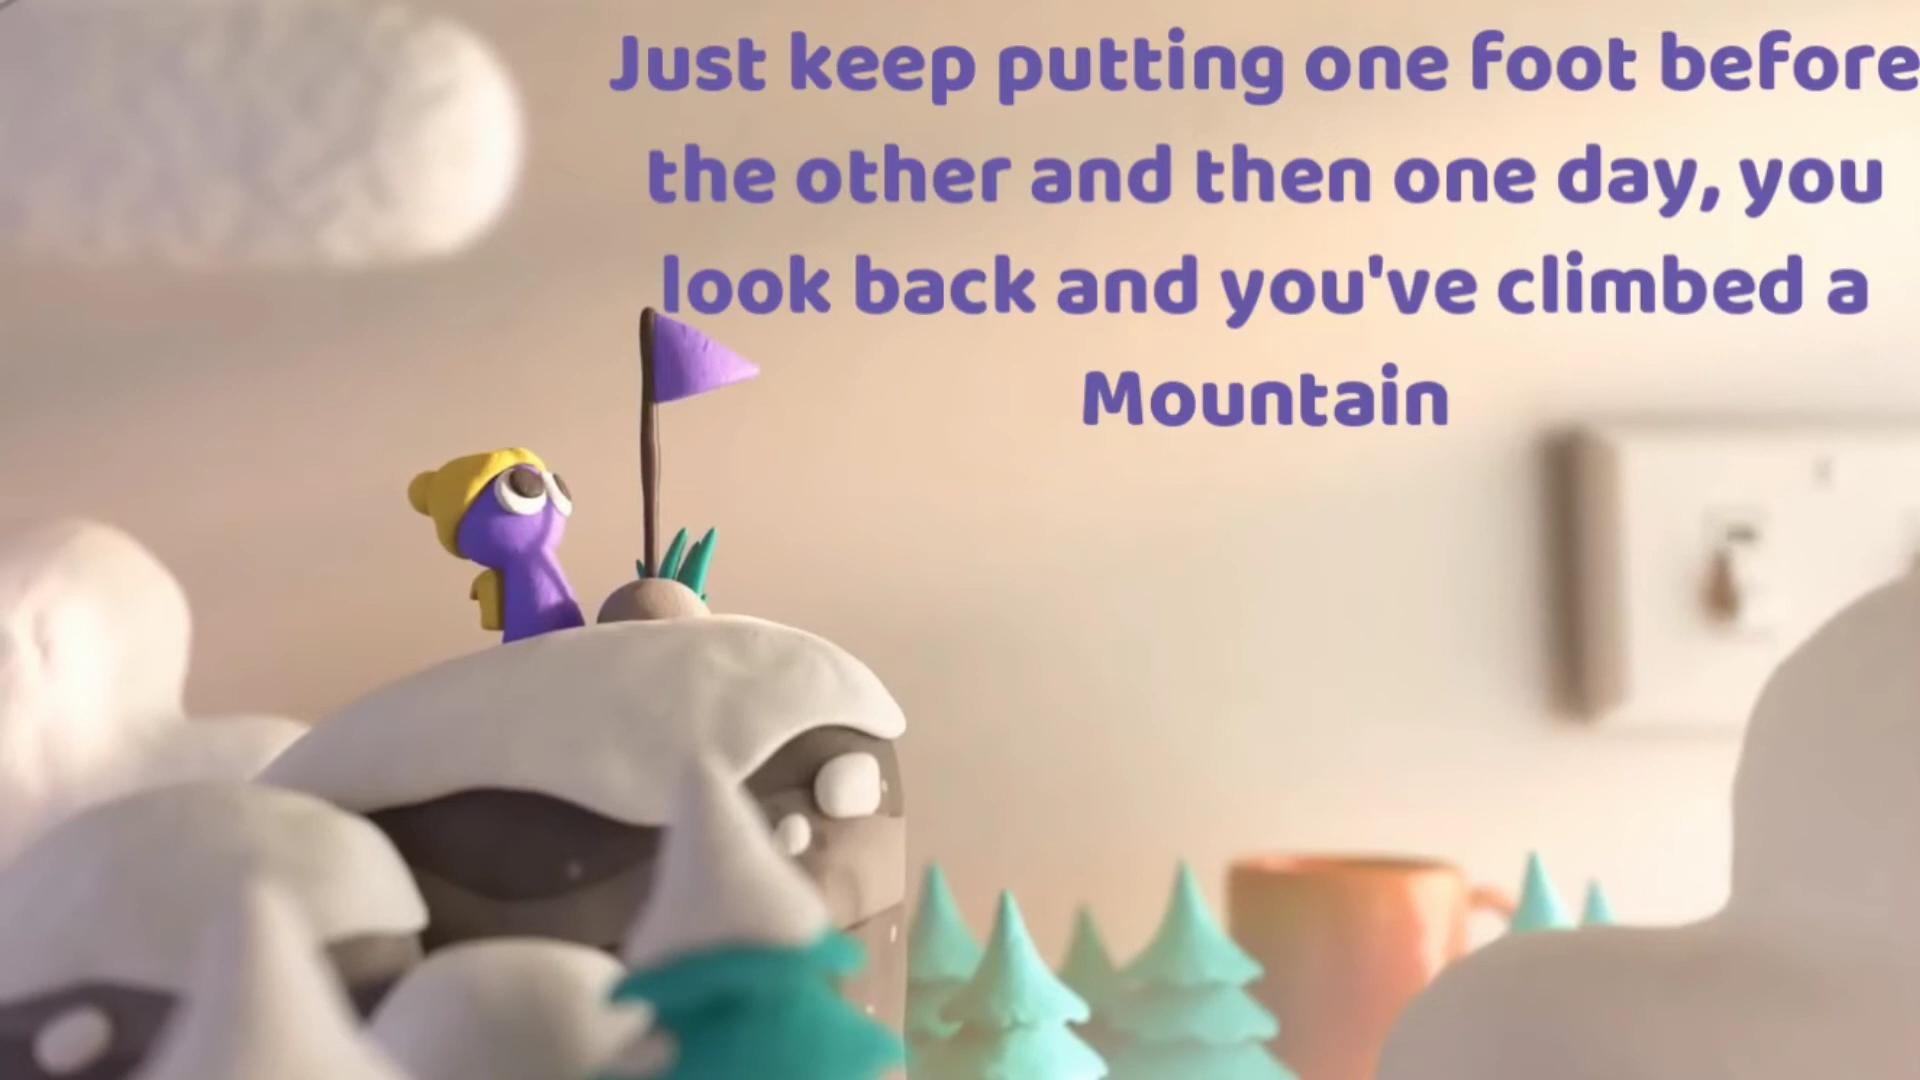 Just keep putting one foot before
the other and then one day, you
look back and you've climbed a
Mountain